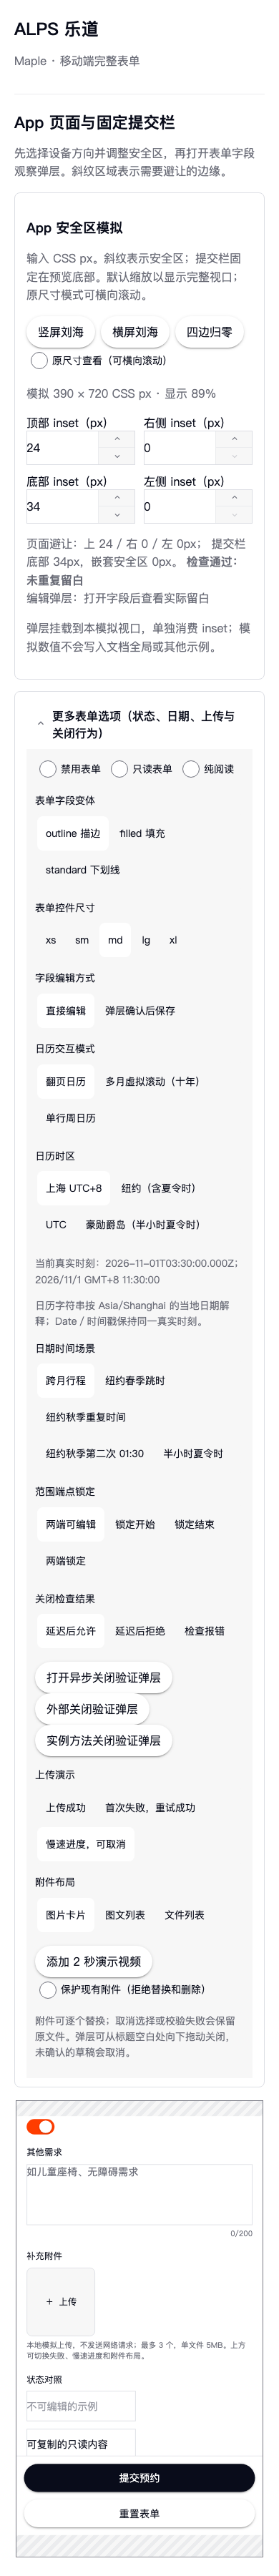 ALPS 乐道
Maple · 移动端完整表单
App 页面与固定提交栏
先选择设备方向并调整安全区，再打开表单字段
观察弹层。斜纹区域表示需要避让的边缘。
App 安全区模拟
输入 CSS px。斜纹表示安全区；提交栏固
定在预览底部。默认缩放以显示完整视口；
原尺寸模式可横向滚动。
竖屏刘海 横屏刘海 四边归零
原尺寸查看（可横向滚动）
模拟 390 × 720 CSS px · 显示 89%
顶部 inset（px） 右侧 inset（px）
24 0
底部 inset（px） 左侧 inset（px）
34 0
页面避让：上 24 / 右 0 / 左 0px； 提交栏
底部 34px，嵌套安全区 0px。 检查通过：
未重复留白
编辑弹层：打开字段后查看实际留白
弹层挂载到本模拟视口，单独消费 inset；模
拟数值不会写入文档全局或其他示例。
更多表单选项（状态、日期、上传与
关闭行为）
禁用表单 只读表单 纯阅读
表单字段变体
outline 描边 filled 填充
standard 下划线
表单控件尺寸
xs sm md lg xl
字段编辑方式
直接编辑 弹层确认后保存
日历交互模式
翻页日历 多月虚拟滚动（十年）
单行周日历
日历时区
上海 UTC+8 纽约（含夏令时）
UTC 豪勋爵岛（半小时夏令时）
当前真实时刻：2026-11-01T03:30:00.000Z；
2026/11/1 GMT+8 11:30:00
日历字符串按 Asia/Shanghai 的当地日期解
释；Date / 时间戳保持同一真实时刻。
日期时间场景
跨月行程 纽约春季跳时
纽约秋季重复时间
纽约秋季第二次 01:30 半小时夏令时
范围端点锁定
两端可编辑 锁定开始 锁定结束
两端锁定
关闭检查结果
延迟后允许 延迟后拒绝 检查报错
打开异步关闭验证弹层
外部关闭验证弹层
实例方法关闭验证弹层
上传演示
上传成功 首次失败，重试成功
慢速进度，可取消
附件布局
图片卡片 图文列表 文件列表
添加 2 秒演示视频
保护现有附件（拒绝替换和删除）
附件可逐个替换；取消选择或校验失败会保留
原文件。弹层可从标题空白处向下拖动关闭，
未确认的草稿会取消。
其他需求
如儿童座椅、无障碍需求
0/200
补充附件
＋ 上传
本地模拟上传，不发送网络请求；最多 3 个，单文件 5MB。上方
可切换失败、慢速进度和附件布局。
状态对照
不可编辑的示例
可复制的只读内容
提交预约
重置表单